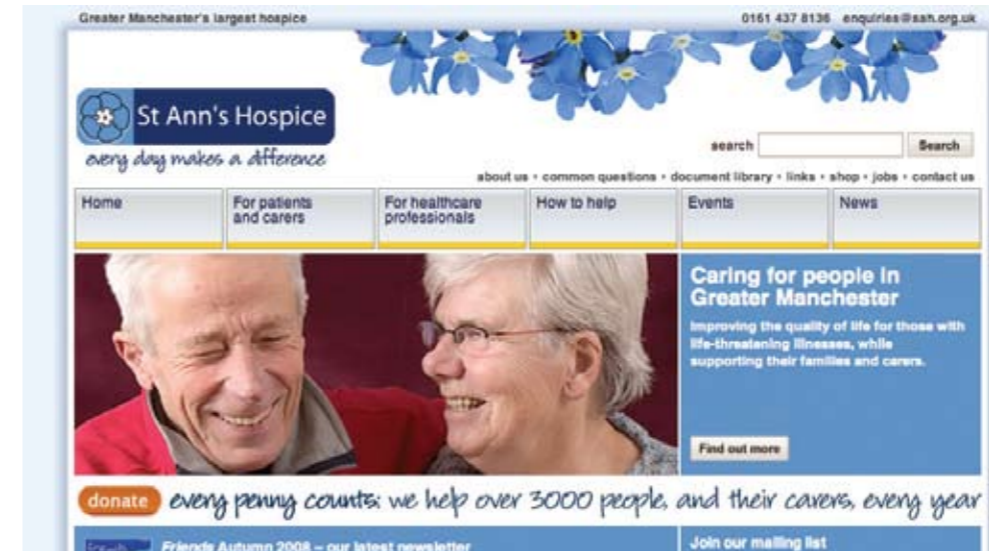 Greater Manchester's largest hospice
0161 437 8136 enquiries@sah.org.uk
St Ann's Hospice
every day makes a difference
search
Search
about us • common questions • document library • links • shop • jobs • contact us
Home
For patients
and carers
For healthcare
professionals
How to help
Events
News
Caring for people in
Greater Manchester
Improving the quality of life for those with
life-threatening illnesses, while
supporting their families and carers.
Find out more
donate every penny counts: we help over 3000 people, and their carers, every year
Friends Autumn 2008 – our latest newsletter
Join our mailing list